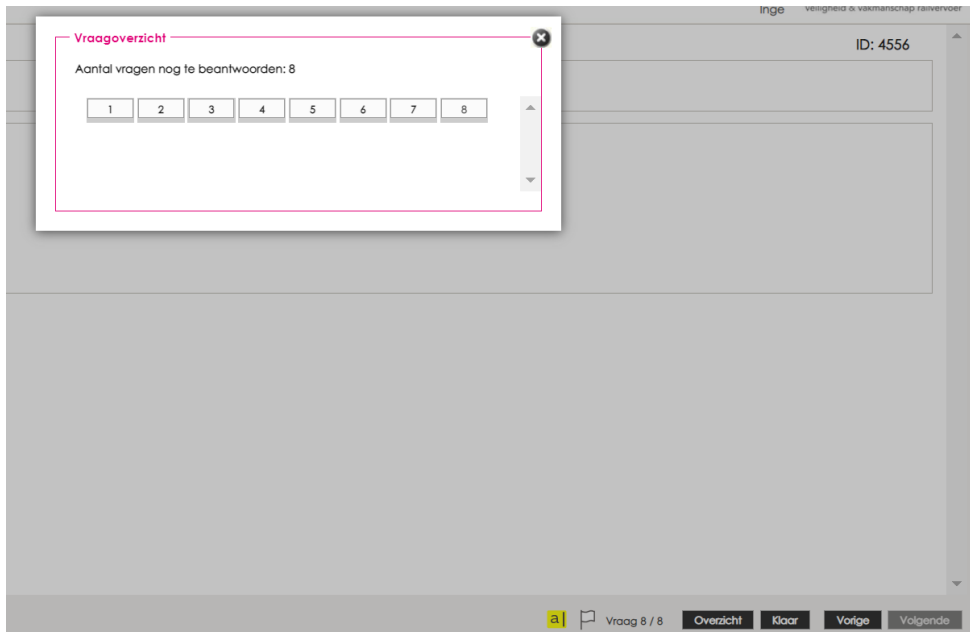 Inge veiligheid & vakmanschap railvervoer
Vraagoverzicht
ID: 4556
Aantal vragen nog te beantwoorden: 8
1 2 3 4 5 6 7 8
a
Vraag 8 / 8 Overzicht Klaar Vorige Volgende